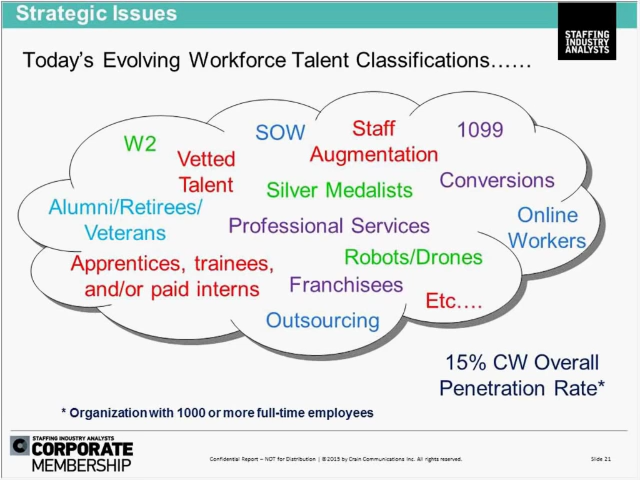 Strategic Issues
STAFFING
INDUSTRY
ANALYSTS
Today's Evolving Workforce Talent Classifications......
W2
SOW
Staff
Augmentation
1099
Vetted
Talent
Silver Medalists
Conversions
Alumni/Retirees/
Veterans
Professional Services
Online
Workers
Apprentices, trainees,
and/or paid interns
Robots/Drones
Franchisees
Etc....
Outsourcing
15% CW Overall
Penetration Rate*
* Organization with 1000 or more full-time employees
STAFFING INDUSTRY ANALYSTS
CORPORATE
MEMBERSHIP
Confidential Report – NOT for Distribution | ©2013 by Crain Communications Inc. All rights reserved.
Slide 21